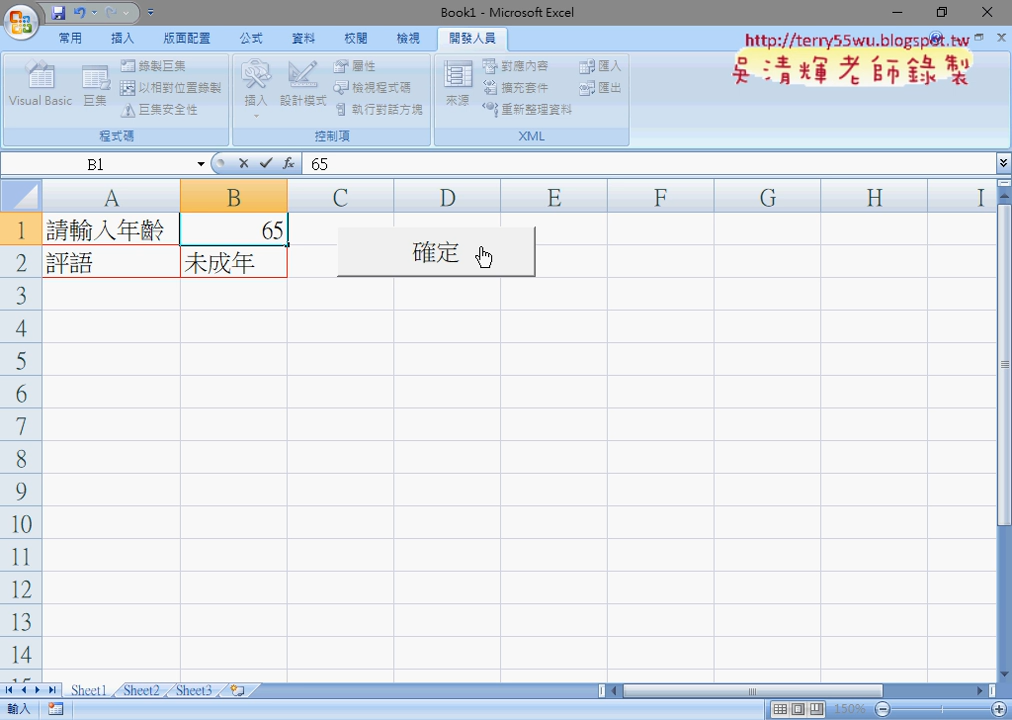 Book1 - Microsoft Excel
常用 插入 版面配置 公式 資料 校閱 檢視 開發人員
http://terry55wu.blogspot.tw
吳清輝老師錄製
Visual Basic 巨集 錄製巨集 以相對位置錄製 巨集安全性
程式碼
插入 設計模式 屬性 檢視程式碼 執行對話方塊
控制項
來源 對應內容 擴充套件 重新整理資料 匯入 匯出
XML
B1 65
A B C D E F G H I
1 請輸入年齡 65
確定
2 評語 未成年
3
4
5
6
7
8
9
10
11
12
13
14
Sheet1 Sheet2 Sheet3
輸入 150%